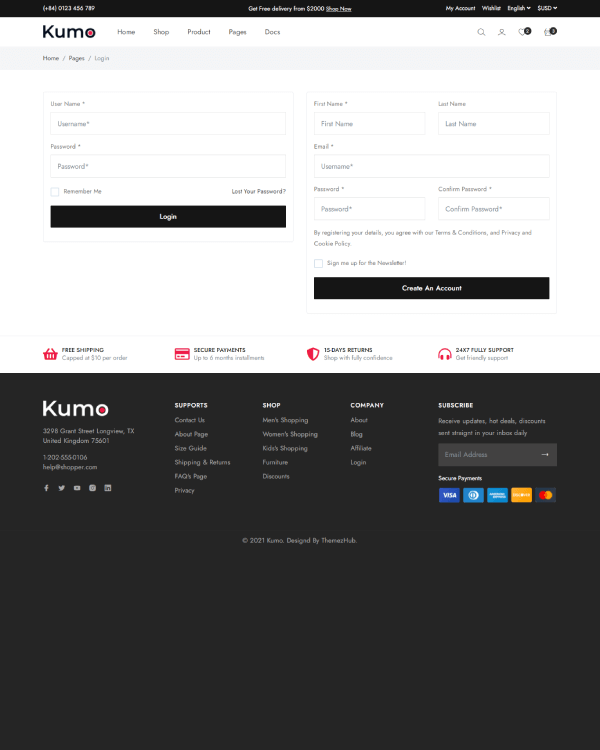 (+84) 0123 456 789
Get Free delivery from $2000 Shop Now
My Account Wishlist English $USD
Kumo
Home Shop Product Pages Docs
2
3
Home / Pages / Login
User Name *
Username*
Password *
Password*
Remember Me Lost Your Password?
Login
First Name * Last Name
First Name Last Name
Email *
Username*
Password * Confirm Password *
Password* Confirm Password*
By registering your details, you agree with our Terms & Conditions, and Privacy and
Cookie Policy.
Sign me up for the Newsletter!
Create An Account
FREE SHIPPING
Capped at $10 per order
SECURE PAYMENTS
Up to 6 months installments
15-DAYS RETURNS
Shop with fully confidence
24X7 FULLY SUPPORT
Get friendly support
Kumo
3298 Grant Street Longview, TX
United Kingdom 75601
1-202-555-0106
help@shopper.com
SUPPORTS
Contact Us
About Page
Size Guide
Shipping & Returns
FAQ's Page
Privacy
SHOP
Men's Shopping
Women's Shopping
Kids's Shopping
Furniture
Discounts
COMPANY
About
Blog
Affiliate
Login
SUBSCRIBE
Receive updates, hot deals, discounts
sent straignt in your inbox daily
Email Address
Secure Payments
VISA
© 2021 Kumo. Designd By ThemezHub.